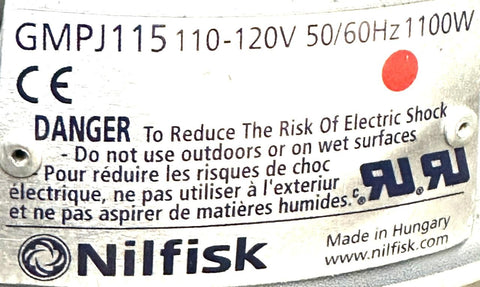 GMPJ115 110-120V 50/60Hz 1100W
CE
DANGER To Reduce The Risk Of Electric Shock
- Do not use outdoors or on wet surfaces
- Pour réduire les risques de choc
électrique, ne pas utiliser à l'exterieur
et ne pas aspirer de matières humides.
c RU RU
Nilfisk
Made in Hungary
www.nilfisk.com